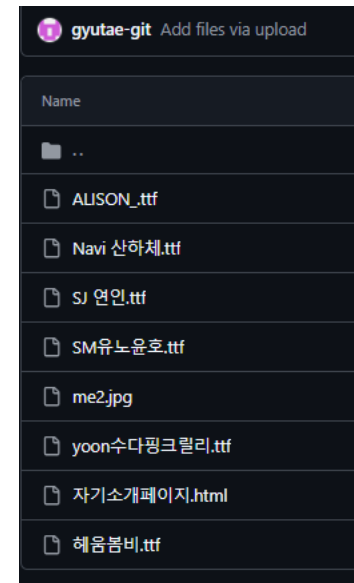 gyutae-git Add files via upload
Name
..
ALISON_.ttf
Navi 산하체.ttf
SJ 연인.ttf
SM유노윤호.ttf
me2.jpg
yoon수다핑크릴리.ttf
자기소개페이지.html
헤움봄비.ttf